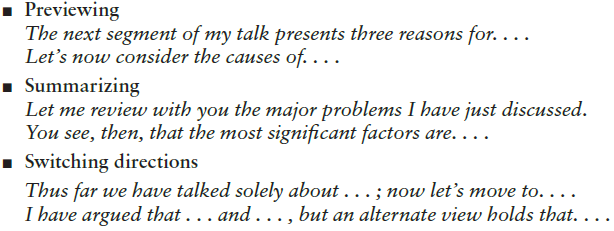 ■ Previewing
The next segment of my talk presents three reasons for. . . .
Let's now consider the causes of. . . .
■ Summarizing
Let me review with you the major problems I have just discussed.
You see, then, that the most significant factors are. . . .
■ Switching directions
Thus far we have talked solely about . . . ; now let's move to. . . .
I have argued that . . . and . . . , but an alternate view holds that. . . .